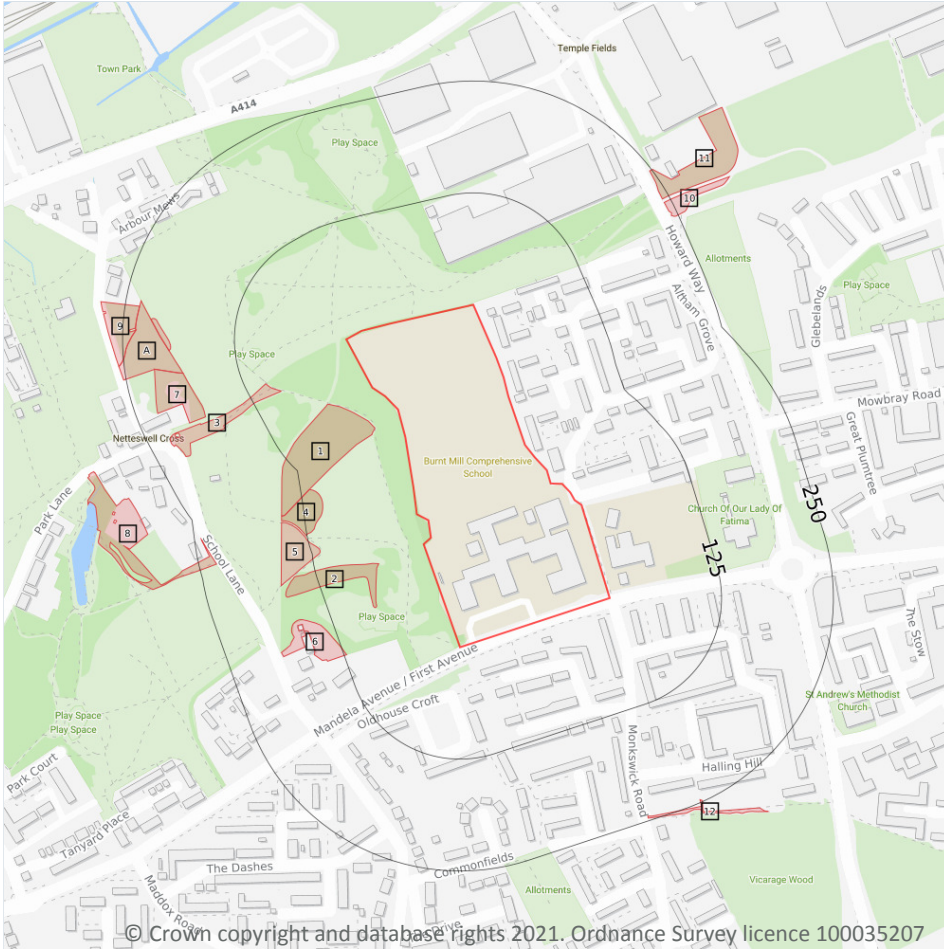 Temple Fields
Town Park
A414
Play Space
11
10
Arbour Mews
Howard Way
Allotments
Play Space
Altham Grove
Glebelands
9
A
Play Space
7
3
Mowbray Road
Netteswell Cross
Great Plumtree
1
Burnt Mill Comprehensive
School
Park Lane
4
250
Church Of Our Lady Of
Fatima
8
5
125
School Lane
2
Play Space
The Stow
6
Mandela Avenue / First Avenue
Oldhouse Croft
St Andrew's Methodist
Church
Play Space
Play Space
Monkswick Road
Park Court
Halling Hill
12
Tanyard Place
The Dashes
Commonfields
Maddox Road
Allotments
Vicarage Wood
© Crown copyright and database rights 2021. Ordnance Survey licence 100035207